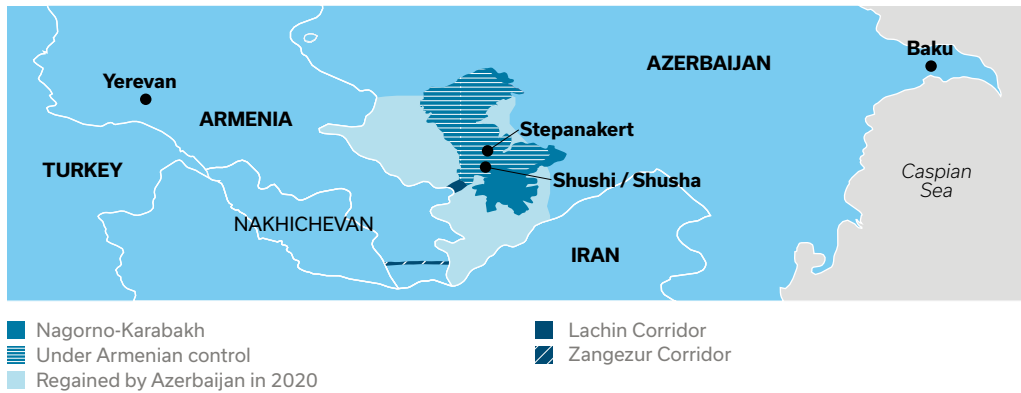 Baku
AZERBAIJAN
Yerevan
ARMENIA
Stepanakert
TURKEY
Caspian
Sea
Shushi / Shusha
NAKHICHEVAN
IRAN
Nagorno-Karabakh
Under Armenian control
Regained by Azerbaijan in 2020
Lachin Corridor
Zangezur Corridor